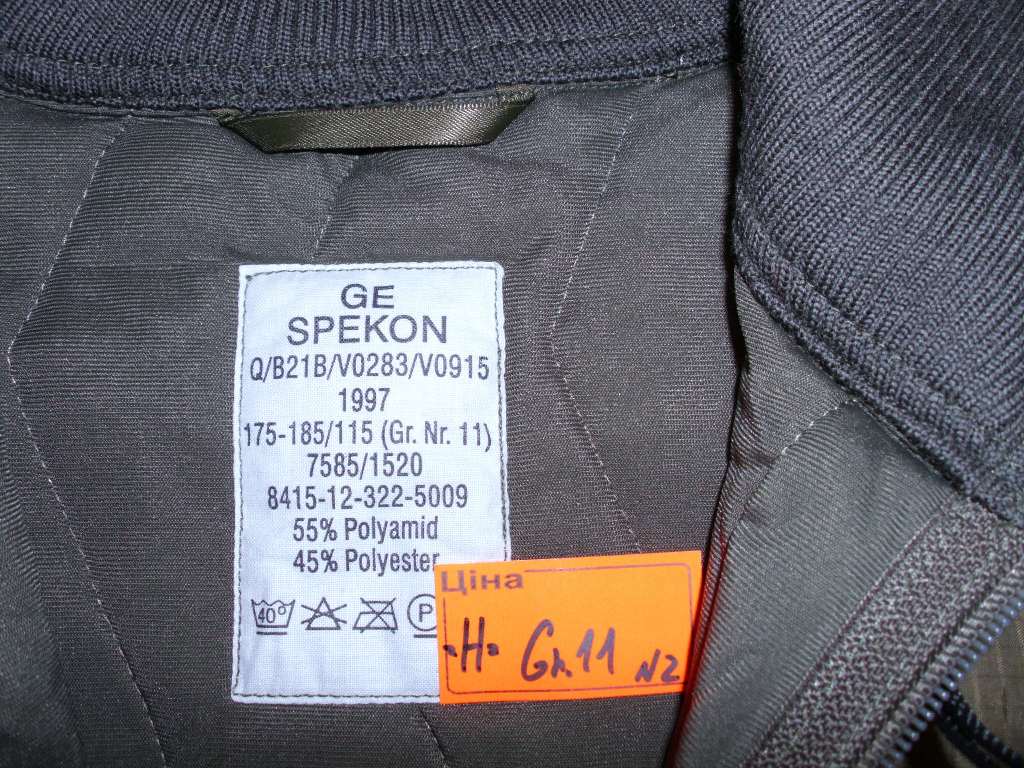 GE
SPEKON
Q/B21B/V0283/V0915
1997
175-185/115 (Gr. Nr. 11)
7585/1520
8415-12-322-5009
55% Polyamid
45% Polyester
40°
P
Ціна
"H" Gr.11 N2